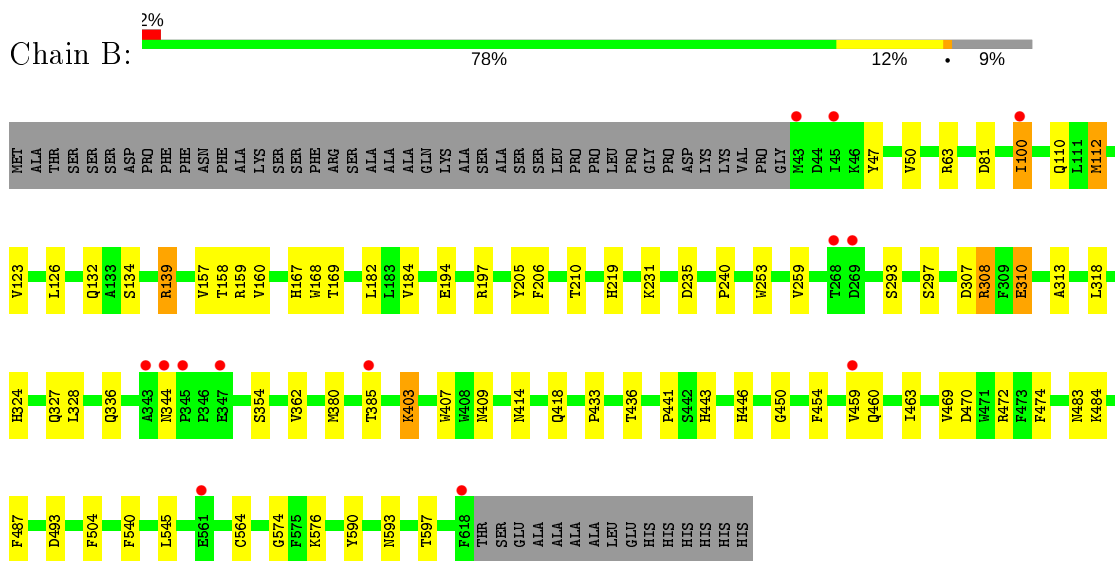 2%
Chain B:
78% 12% • 9%
MET ALA THR SER SER SER ASP PRO PHE PHE ASN PHE ALA LYS SER SER PHE ARG SER ALA ALA ALA GLN LYS ALA SER ALA SER SER LEU PRO PRO LEU PRO GLY PRO ASP LYS LYS VAL PRO GLY M43 D44 I45 K46 Y47 V50 R63 D81 I100 Q110 L111 M112
V123 L126 Q132 A133 S134 R139 V157 T158 R159 V160 H167 W168 T169 L182 L183 V184 E194 R197 Y205 F206 T210 H219 K231 D235 P240 W253 V259 T268 D269 S293 S297 D307 R308 F309 E310 A313 L318
H324 Q327 L328 Q336 A343 N344 P345 P346 E347 S354 V362 M380 T385 K403 W407 W408 N409 N414 Q418 P433 T436 P441 S442 H443 H446 G450 F454 V459 Q460 I463 V469 D470 W471 R472 F473 F474 N483 K484
F487 D493 F504 F540 L545 E561 C564 G574 F575 K576 Y590 N593 T597 F618 THR SER GLU ALA ALA ALA ALA LEU GLU HIS HIS HIS HIS HIS HIS